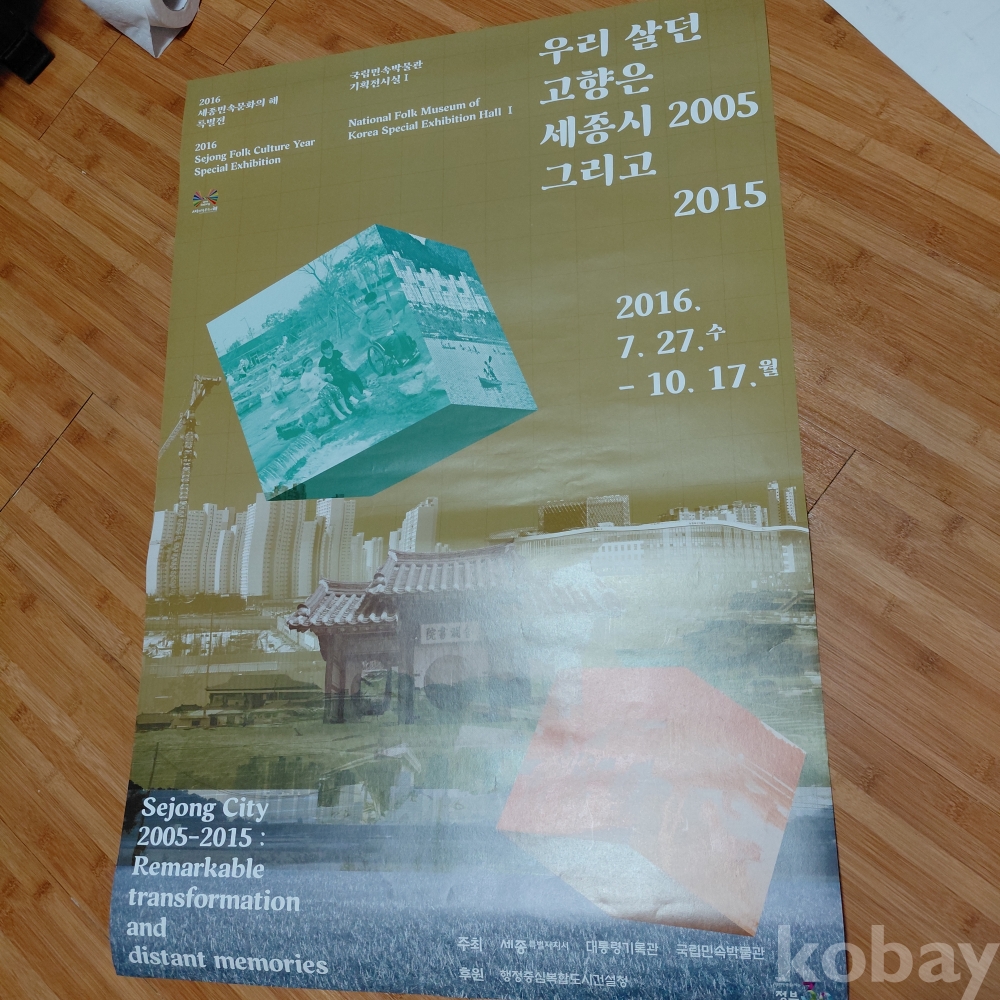 2016
세종민속문화의 해
특별전
2016
Sejong Folk Culture Year
Special Exhibition
국립민속박물관
기획전시실 I
National Folk Museum of
Korea Special Exhibition Hall I
우리 살던
고향은
세종시 2005
그리고
2015
2016.
7. 27.수
- 10. 17.월
Sejong City
2005-2015 :
Remarkable
transformation
and
distant memories
주최 세종특별자치시 대통령기록관 국립민속박물관
후원 행정중심복합도시건설청
kobay